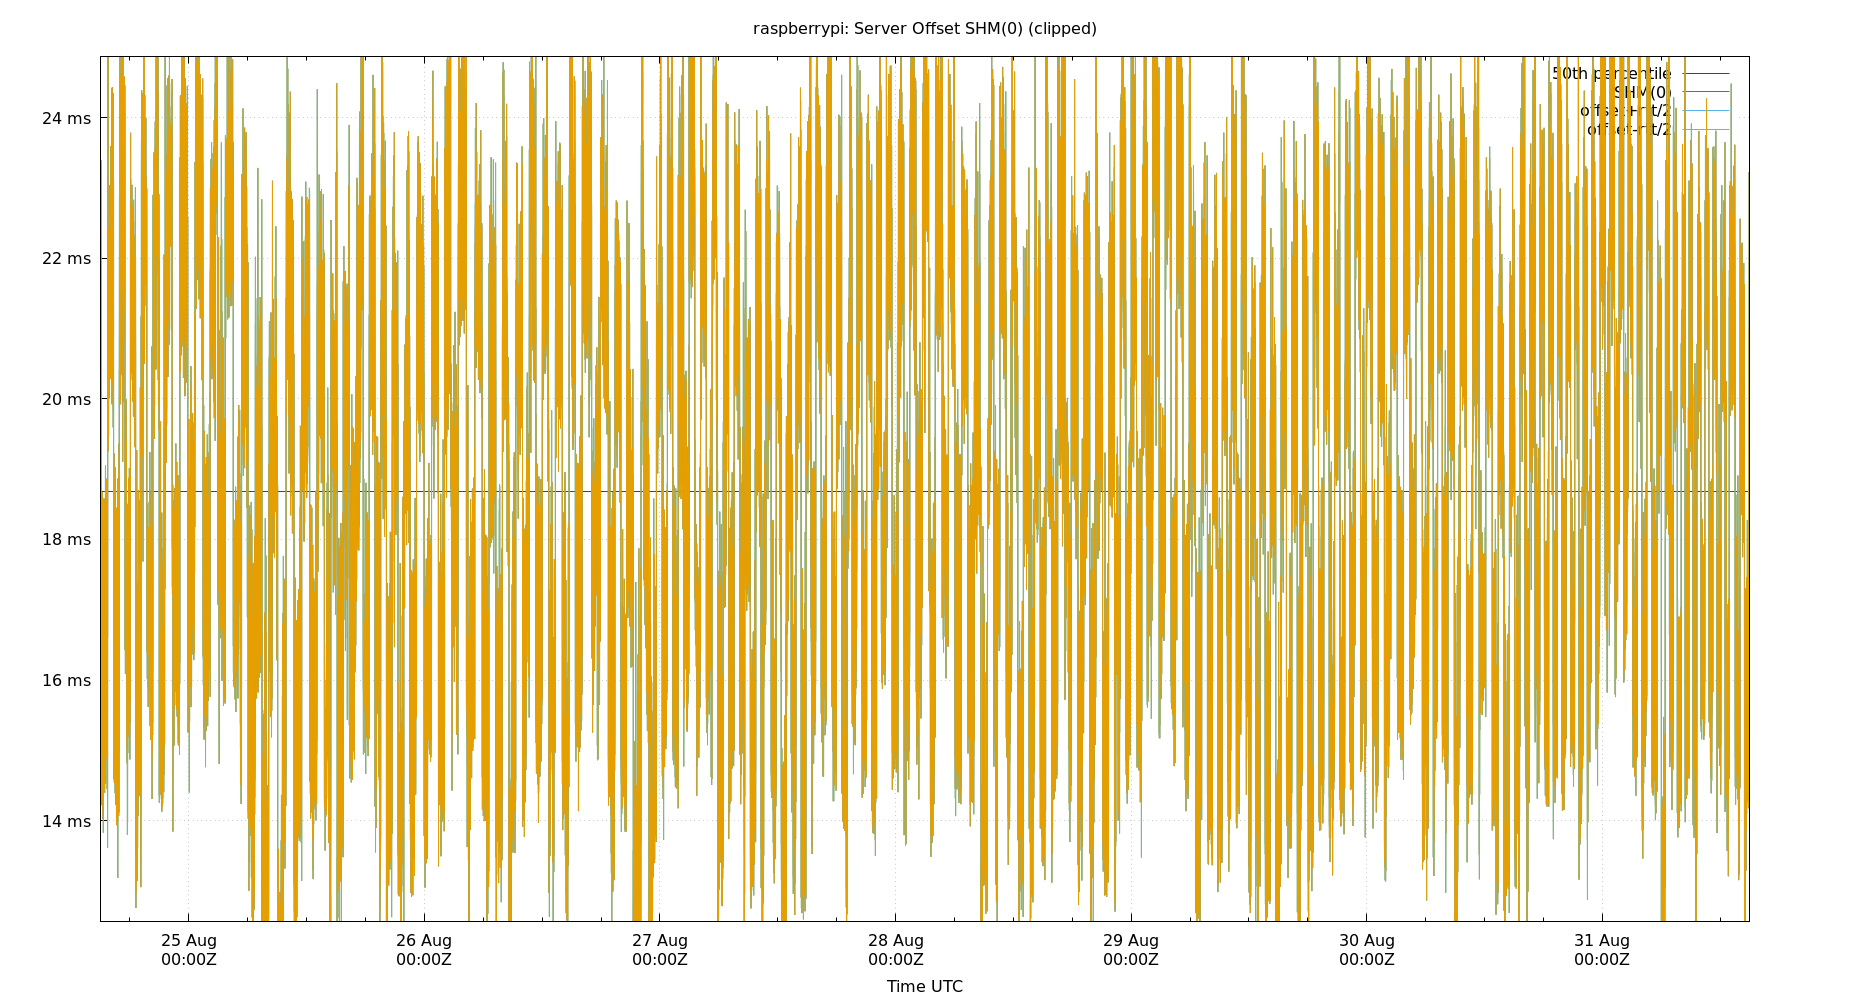 raspberrypi: Server Offset SHM(0) (clipped)
50th percentile
SHM(0)
offset+rtt/2
offset-rtt/2
24 ms
22 ms
20 ms
18 ms
16 ms
14 ms
25 Aug 26 Aug 27 Aug 28 Aug 29 Aug 30 Aug 31 Aug
00:00Z 00:00Z 00:00Z 00:00Z 00:00Z 00:00Z 00:00Z
Time UTC